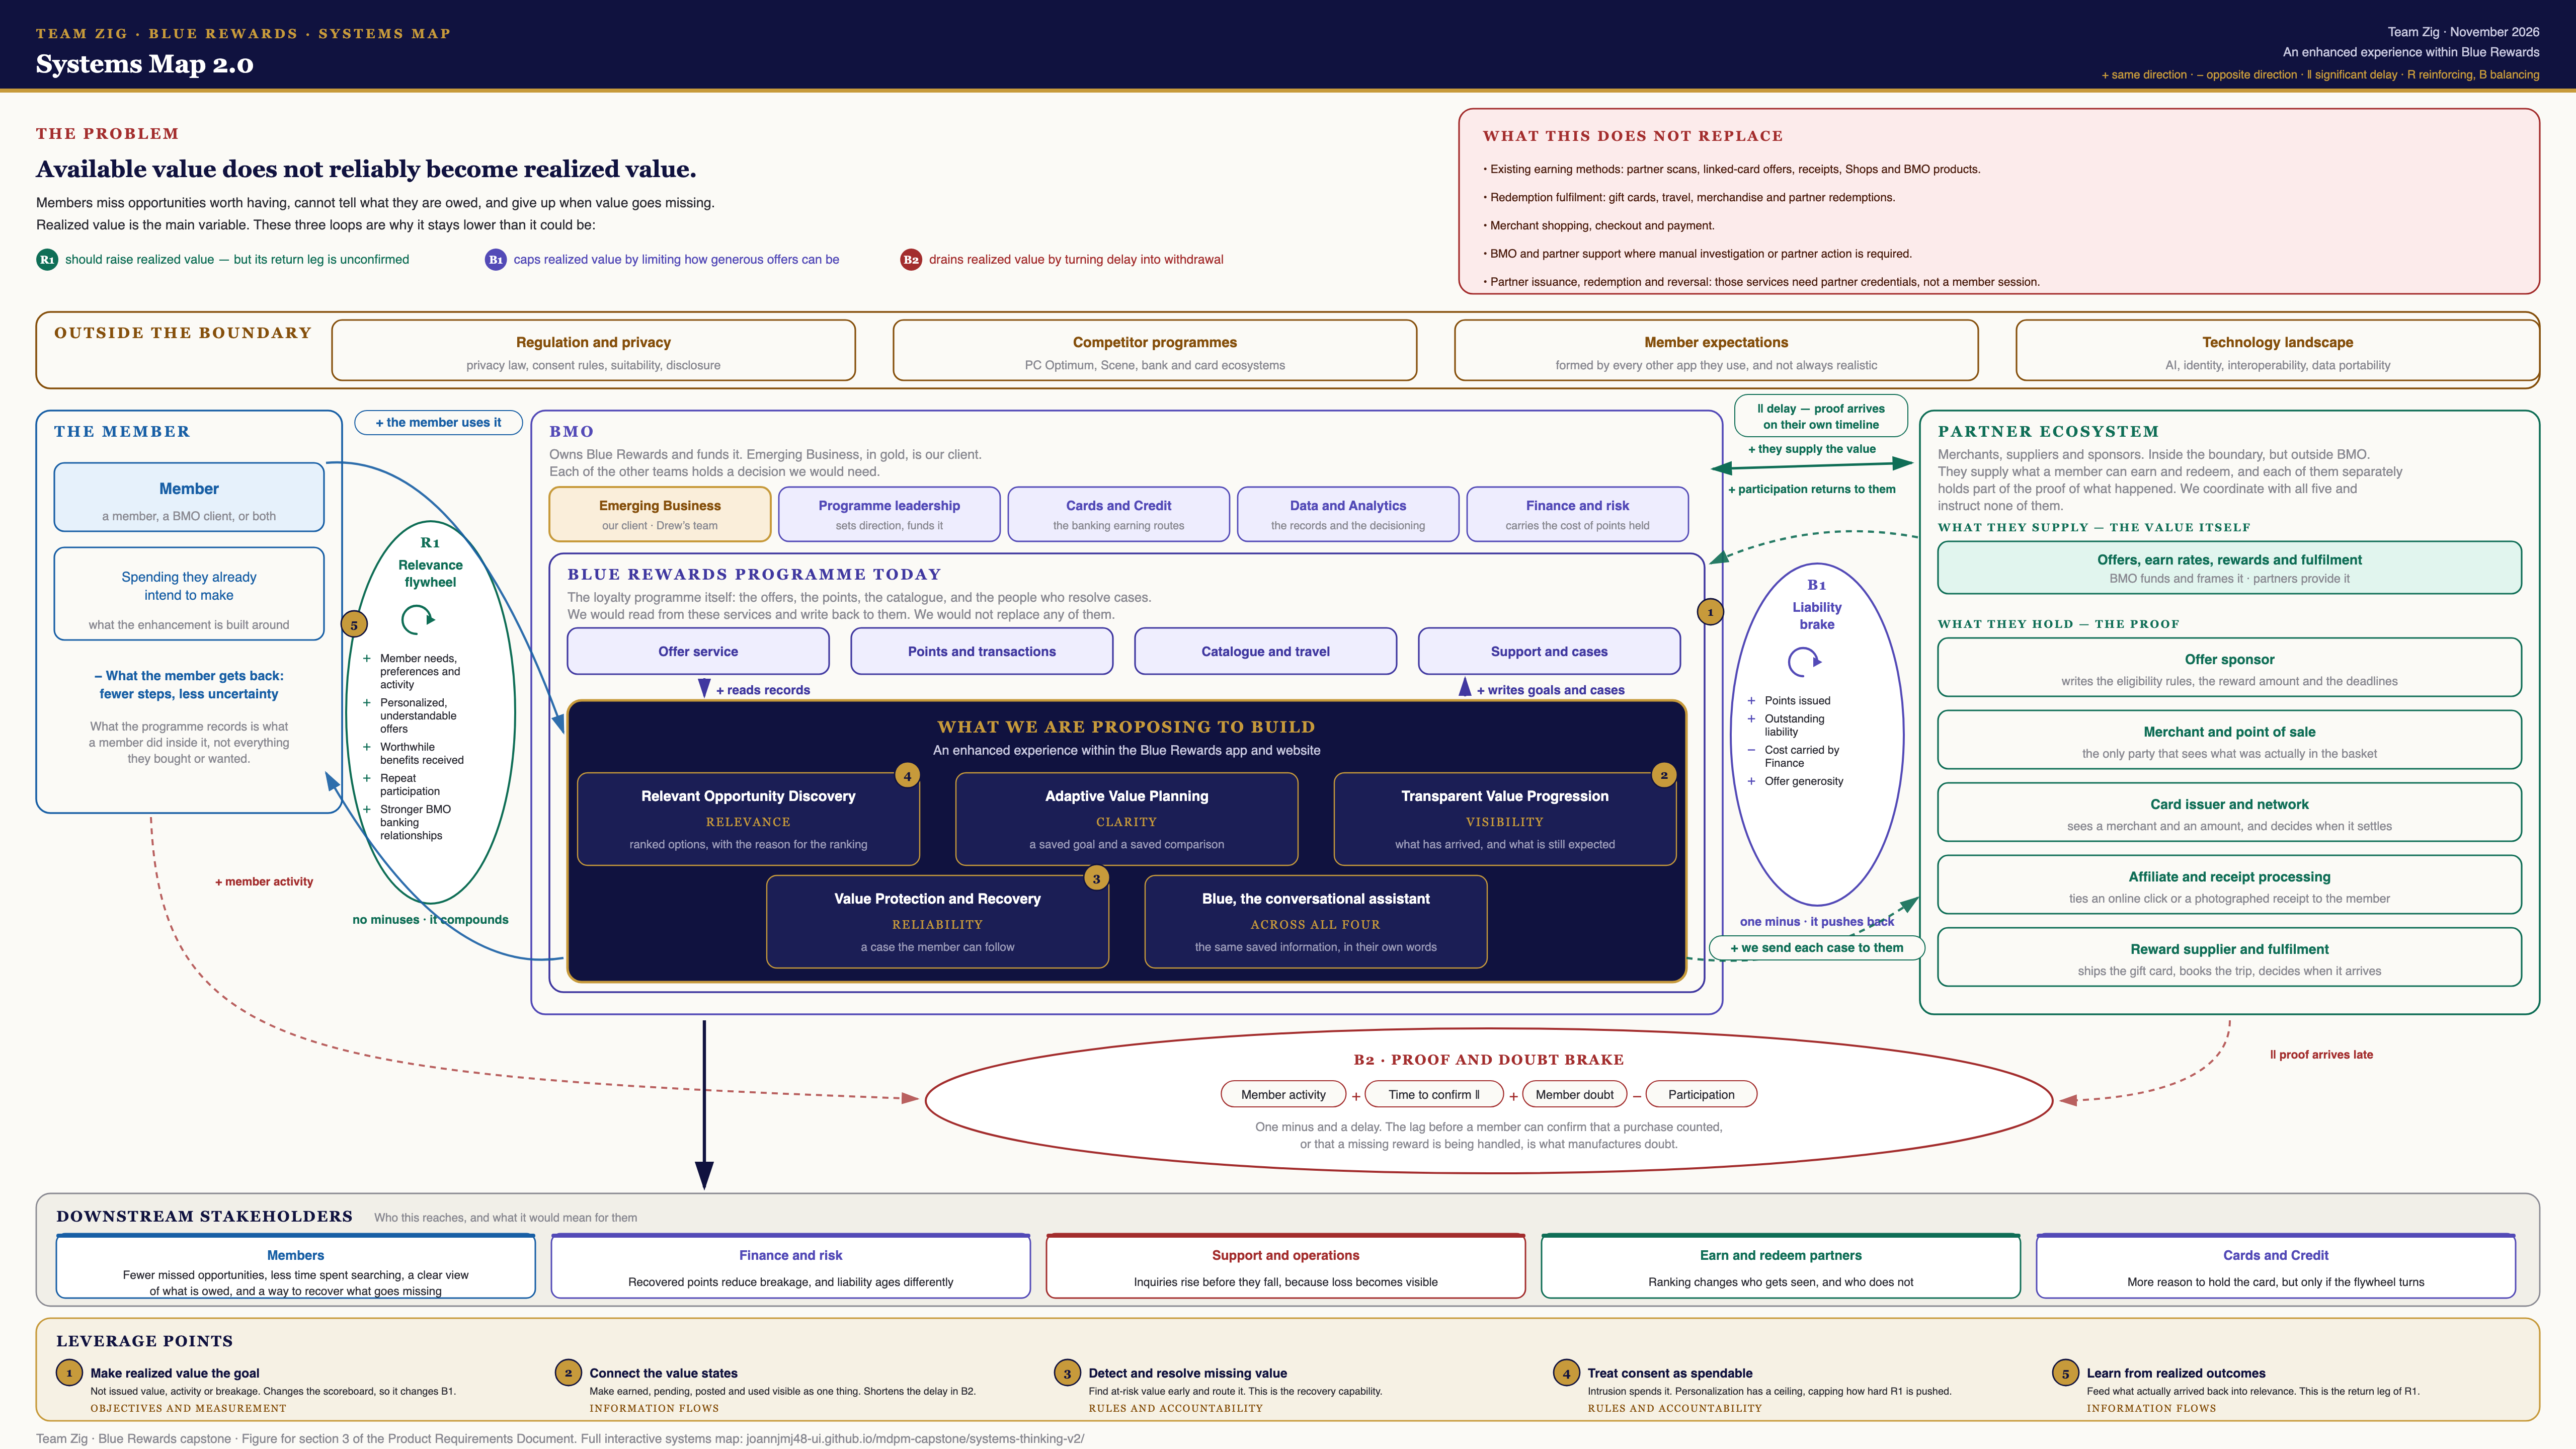 TEAM ZIG · BLUE REWARDS · SYSTEMS MAP
Systems Map 2.0
Team Zig · November 2026
An enhanced experience within Blue Rewards
+ same direction · – opposite direction · ‖ significant delay · R reinforcing, B balancing
THE PROBLEM
Available value does not reliably become realized value.
Members miss opportunities worth having, cannot tell what they are owed, and give up when value goes missing.
Realized value is the main variable. These three loops are why it stays lower than it could be:
R1 should raise realized value — but its return leg is unconfirmed
B1 caps realized value by limiting how generous offers can be
B2 drains realized value by turning delay into withdrawal
WHAT THIS DOES NOT REPLACE
• Existing earning methods: partner scans, linked-card offers, receipts, Shops and BMO products.
• Redemption fulfilment: gift cards, travel, merchandise and partner redemptions.
• Merchant shopping, checkout and payment.
• BMO and partner support where manual investigation or partner action is required.
• Partner issuance, redemption and reversal: those services need partner credentials, not a member session.
OUTSIDE THE BOUNDARY
Regulation and privacy
privacy law, consent rules, suitability, disclosure
Competitor programmes
PC Optimum, Scene, bank and card ecosystems
Member expectations
formed by every other app they use, and not always realistic
Technology landscape
AI, identity, interoperability, data portability
THE MEMBER
Member
a member, a BMO client, or both
Spending they already
intend to make
what the enhancement is built around
– What the member gets back:
fewer steps, less uncertainty
What the programme records is what
a member did inside it, not everything
they bought or wanted.
+ the member uses it
R1
Relevance
flywheel
5
+ Member needs,
preferences and
activity
+ Personalized,
understandable
offers
+ Worthwhile
benefits received
+ Repeat
participation
+ Stronger BMO
banking
relationships
no minuses · it compounds
+ member activity
BMO
Owns Blue Rewards and funds it. Emerging Business, in gold, is our client.
Each of the other teams holds a decision we would need.
Emerging Business
our client · Drew's team
Programme leadership
sets direction, funds it
Cards and Credit
the banking earning routes
Data and Analytics
the records and the decisioning
Finance and risk
carries the cost of points held
BLUE REWARDS PROGRAMME TODAY
The loyalty programme itself: the offers, the points, the catalogue, and the people who resolve cases.
We would read from these services and write back to them. We would not replace any of them.
Offer service
Points and transactions
Catalogue and travel
Support and cases
+ reads records
+ writes goals and cases
WHAT WE ARE PROPOSING TO BUILD
An enhanced experience within the Blue Rewards app and website
4
Relevant Opportunity Discovery
RELEVANCE
ranked options, with the reason for the ranking
Adaptive Value Planning
CLARITY
a saved goal and a saved comparison
2
Transparent Value Progression
VISIBILITY
what has arrived, and what is still expected
3
Value Protection and Recovery
RELIABILITY
a case the member can follow
Blue, the conversational assistant
ACROSS ALL FOUR
the same saved information, in their own words
‖ delay — proof arrives
on their own timeline
+ they supply the value
+ participation returns to them
1
B1
Liability
brake
+ Points issued
+ Outstanding
liability
– Cost carried by
Finance
+ Offer generosity
one minus · it pushes back
+ we send each case to them
PARTNER ECOSYSTEM
Merchants, suppliers and sponsors. Inside the boundary, but outside BMO.
They supply what a member can earn and redeem, and each of them separately
holds part of the proof of what happened. We coordinate with all five and
instruct none of them.
WHAT THEY SUPPLY — THE VALUE ITSELF
Offers, earn rates, rewards and fulfilment
BMO funds and frames it · partners provide it
WHAT THEY HOLD — THE PROOF
Offer sponsor
writes the eligibility rules, the reward amount and the deadlines
Merchant and point of sale
the only party that sees what was actually in the basket
Card issuer and network
sees a merchant and an amount, and decides when it settles
Affiliate and receipt processing
ties an online click or a photographed receipt to the member
Reward supplier and fulfilment
ships the gift card, books the trip, decides when it arrives
B2 · PROOF AND DOUBT BRAKE
Member activity + Time to confirm ‖ + Member doubt – Participation
One minus and a delay. The lag before a member can confirm that a purchase counted,
or that a missing reward is being handled, is what manufactures doubt.
‖ proof arrives late
DOWNSTREAM STAKEHOLDERS Who this reaches, and what it would mean for them
Members
Fewer missed opportunities, less time spent searching, a clear view
of what is owed, and a way to recover what goes missing
Finance and risk
Recovered points reduce breakage, and liability ages differently
Support and operations
Inquiries rise before they fall, because loss becomes visible
Earn and redeem partners
Ranking changes who gets seen, and who does not
Cards and Credit
More reason to hold the card, but only if the flywheel turns
LEVERAGE POINTS
1 Make realized value the goal
Not issued value, activity or breakage. Changes the scoreboard, so it changes B1.
OBJECTIVES AND MEASUREMENT
2 Connect the value states
Make earned, pending, posted and used visible as one thing. Shortens the delay in B2.
INFORMATION FLOWS
3 Detect and resolve missing value
Find at-risk value early and route it. This is the recovery capability.
RULES AND ACCOUNTABILITY
4 Treat consent as spendable
Intrusion spends it. Personalization has a ceiling, capping how hard R1 is pushed.
RULES AND ACCOUNTABILITY
5 Learn from realized outcomes
Feed what actually arrived back into relevance. This is the return leg of R1.
INFORMATION FLOWS
Team Zig · Blue Rewards capstone · Figure for section 3 of the Product Requirements Document. Full interactive systems map: joannjmj48-ui.github.io/mdpm-capstone/systems-thinking-v2/